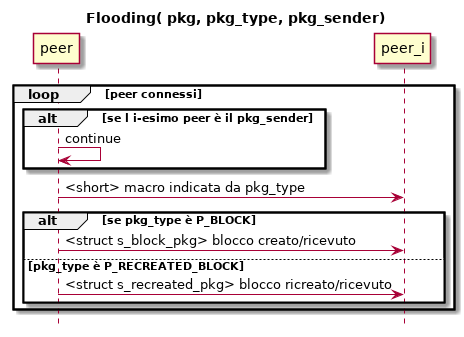 Flooding( pkg, pkg_type, pkg_sender)
peer peer_i
loop [peer connessi]
alt [se l i-esimo peer è il pkg_sender]
continue
<short> macro indicata da pkg_type
alt [se pkg_type è P_BLOCK]
<struct s_block_pkg> blocco creato/ricevuto
[pkg_type è P_RECREATED_BLOCK]
<struct s_recreated_pkg> blocco ricreato/ricevuto